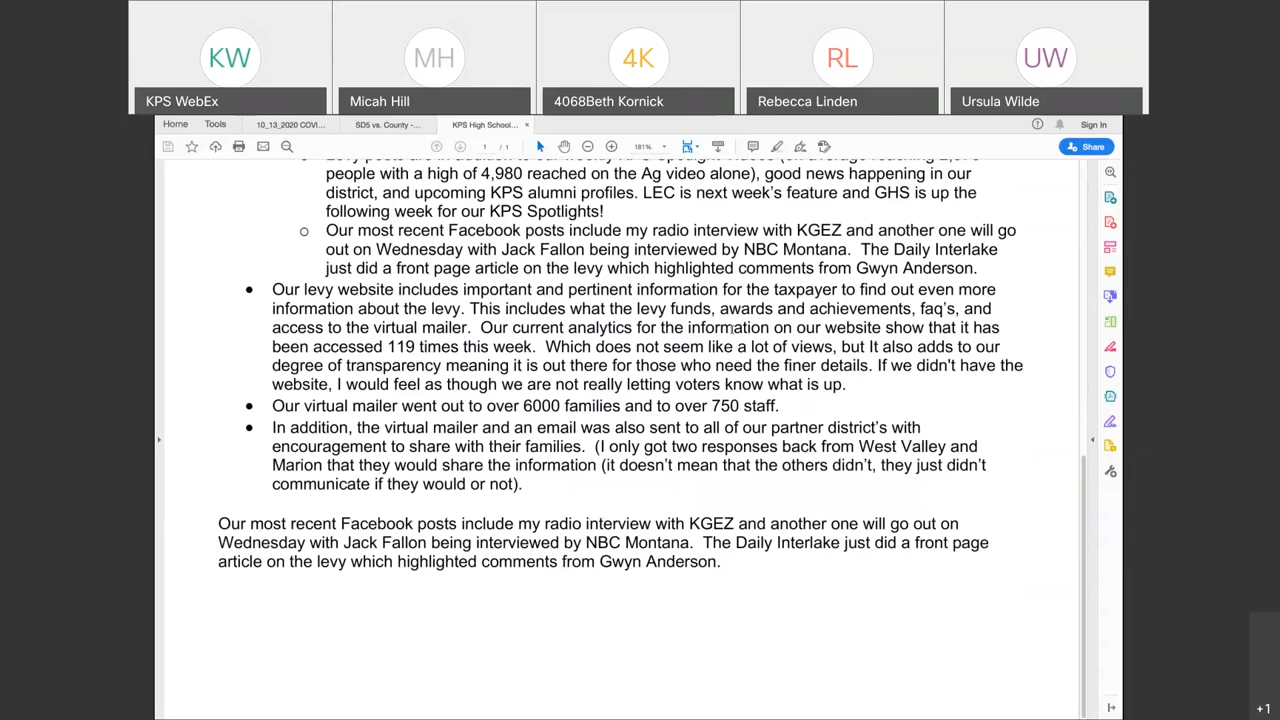 KW MH 4K RL UW
KPS WebEx Micah Hill 4068Beth Kornick Rebecca Linden Ursula Wilde
Home Tools 10_13_2020 COVI... SD5 vs. County -... KPS High School... × Sign In
1 / 1 181% Share
people with a high of 4,980 reached on the Ag video alone), good news happening in our
district, and upcoming KPS alumni profiles. LEC is next week's feature and GHS is up the
following week for our KPS Spotlights!
o Our most recent Facebook posts include my radio interview with KGEZ and another one will go
out on Wednesday with Jack Fallon being interviewed by NBC Montana. The Daily Interlake
just did a front page article on the levy which highlighted comments from Gwyn Anderson.
• Our levy website includes important and pertinent information for the taxpayer to find out even more
information about the levy. This includes what the levy funds, awards and achievements, faq's, and
access to the virtual mailer. Our current analytics for the information on our website show that it has
been accessed 119 times this week. Which does not seem like a lot of views, but It also adds to our
degree of transparency meaning it is out there for those who need the finer details. If we didn't have the
website, I would feel as though we are not really letting voters know what is up.
• Our virtual mailer went out to over 6000 families and to over 750 staff.
• In addition, the virtual mailer and an email was also sent to all of our partner district's with
encouragement to share with their families. (I only got two responses back from West Valley and
Marion that they would share the information (it doesn't mean that the others didn't, they just didn't
communicate if they would or not).
Our most recent Facebook posts include my radio interview with KGEZ and another one will go out on
Wednesday with Jack Fallon being interviewed by NBC Montana. The Daily Interlake just did a front page
article on the levy which highlighted comments from Gwyn Anderson.
+1